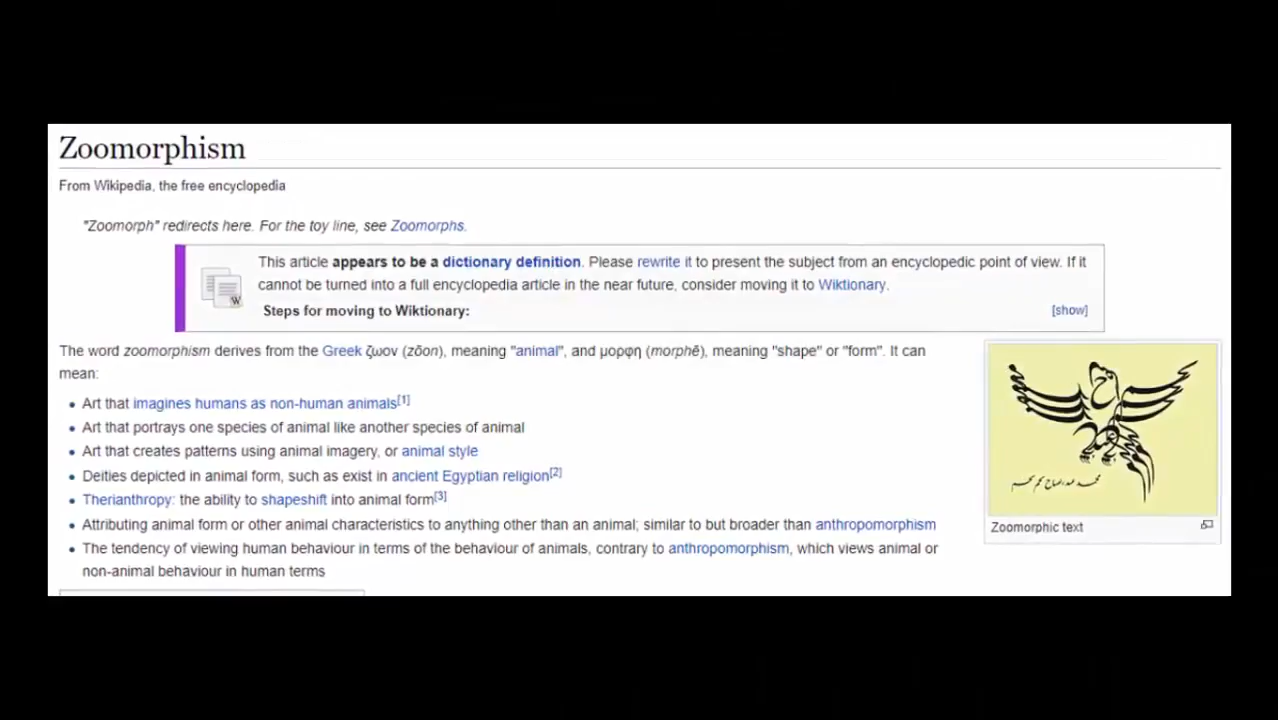 Zoomorphism
From Wikipedia, the free encyclopedia
"Zoomorph" redirects here. For the toy line, see Zoomorphs.
This article appears to be a dictionary definition. Please rewrite it to present the subject from an encyclopedic point of view. If it
cannot be turned into a full encyclopedia article in the near future, consider moving it to Wiktionary.
W
Steps for moving to Wiktionary:
[show]
The word zoomorphism derives from the Greek ζωον (zōon), meaning "animal", and μορφη (morphē), meaning "shape" or "form". It can
mean:
• Art that imagines humans as non-human animals[1]
• Art that portrays one species of animal like another species of animal
• Art that creates patterns using animal imagery, or animal style
• Deities depicted in animal form, such as exist in ancient Egyptian religion[2]
• Therianthropy: the ability to shapeshift into animal form[3]
• Attributing animal form or other animal characteristics to anything other than an animal; similar to but broader than anthropomorphism
• The tendency of viewing human behaviour in terms of the behaviour of animals, contrary to anthropomorphism, which views animal or
non-animal behaviour in human terms
Zoomorphic text